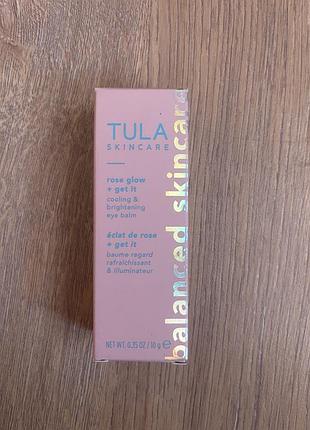 TULA
SKINCARE
rose glow
+ get it
cooling &
brightening
eye balm
éclat de rose
+ get it
baume regard
rafraîchissant
& illuminateur
NET WT. 0.35 OZ / 10 g ℮
balanced skincare